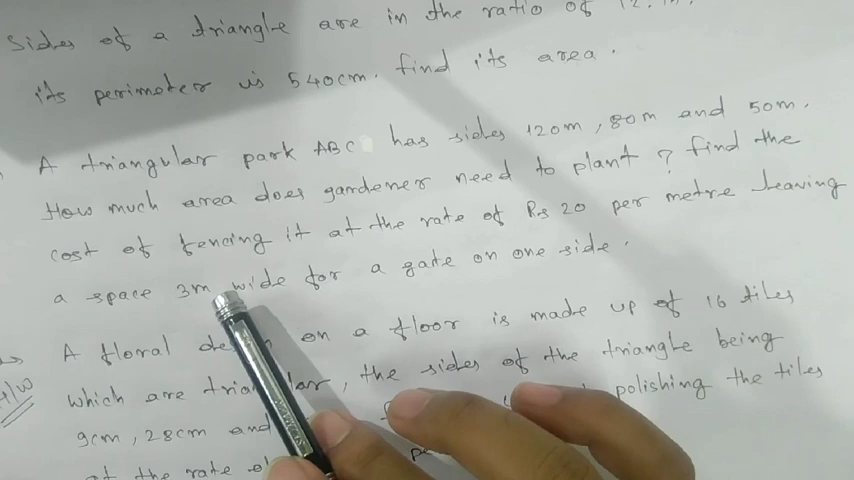 Sides of a triangle are in the ratio of 12:
its perimeter is 540cm. find its area.
A triangular park ABC has sides 120m, 80m and 50m.
How much area does gardener need to plant? find the
cost of fencing it at the rate of Rs 20 per metre leaving
a space 3m wide for a gate on one side.
A floral on a floor is made up of 16 tiles
H/W
which are triangular, the sides of the triangle being
9cm, 28cm and polishing the tiles
at the rate